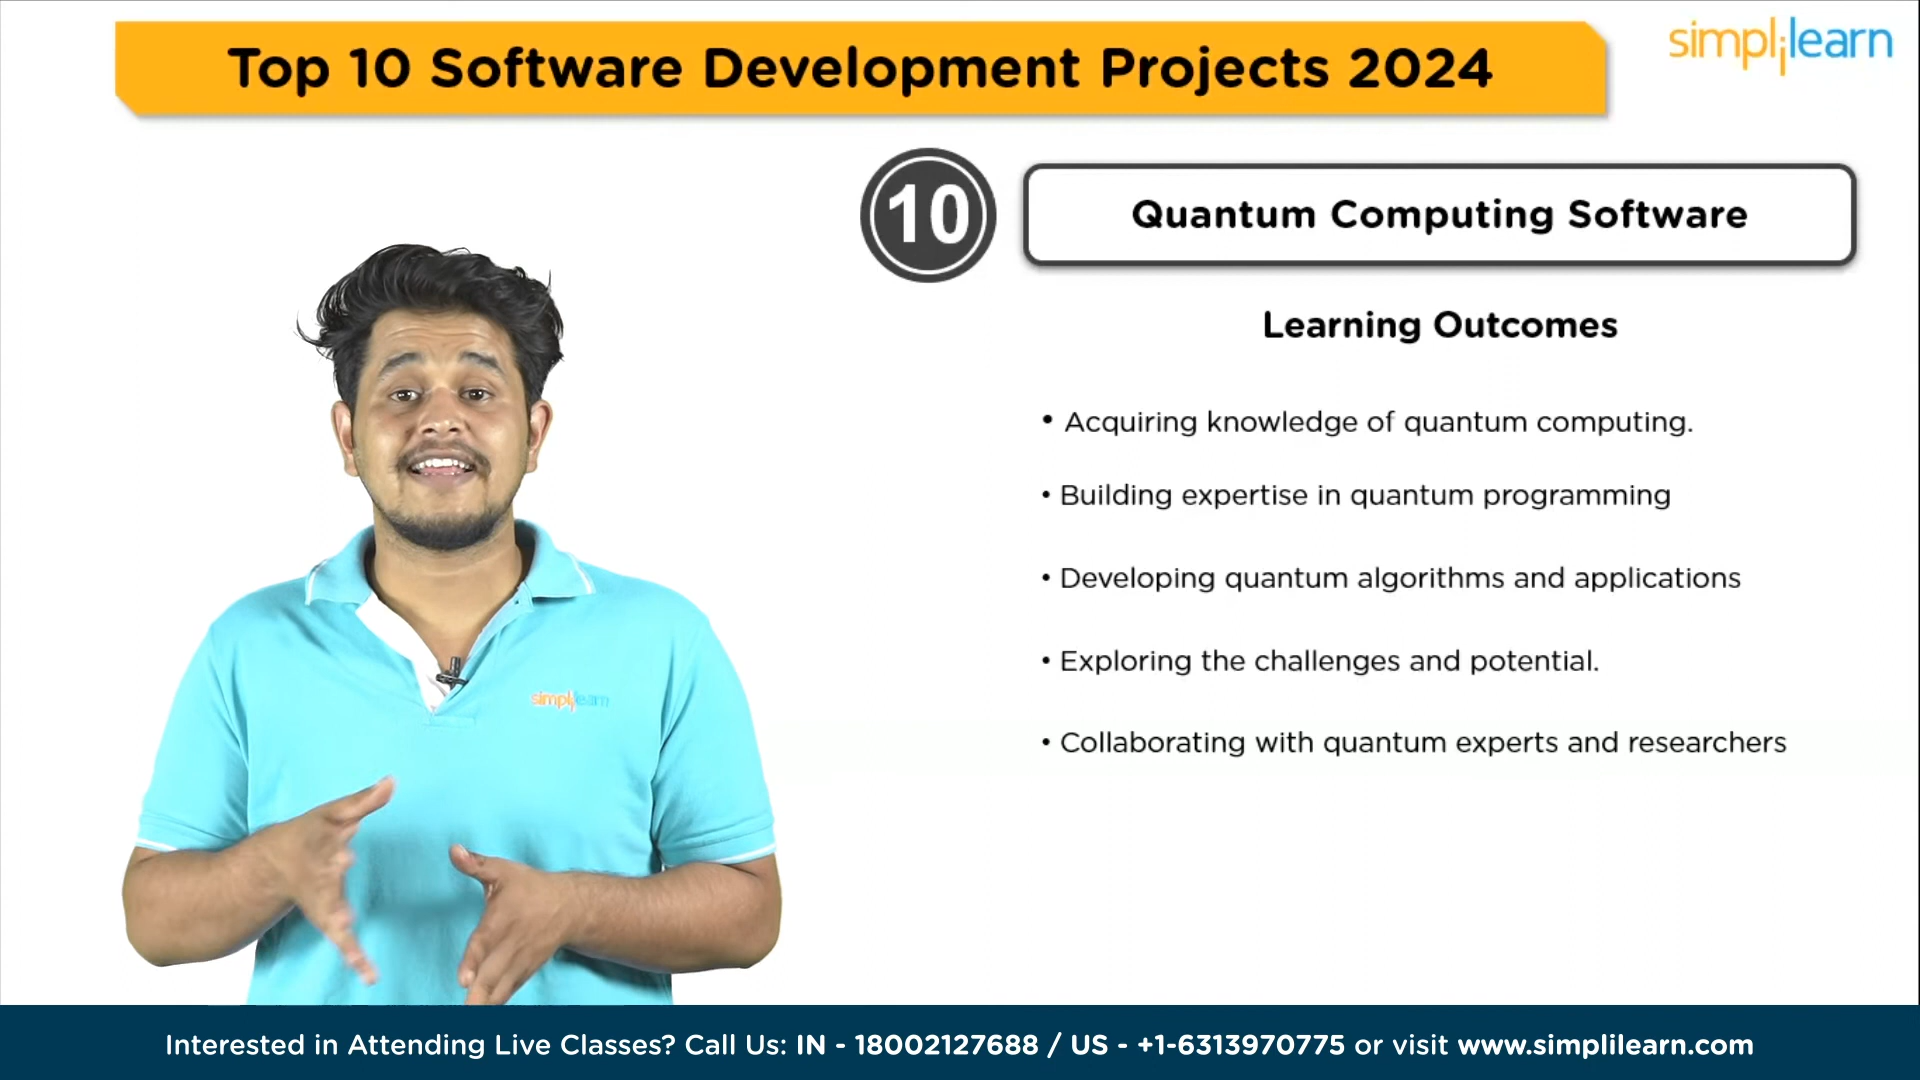 Top 10 Software Development Projects 2024
simplilearn
10
Quantum Computing Software
Learning Outcomes
• Acquiring knowledge of quantum computing.
• Building expertise in quantum programming
• Developing quantum algorithms and applications
• Exploring the challenges and potential.
• Collaborating with quantum experts and researchers
simplilearn
Interested in Attending Live Classes? Call Us: IN - 18002127688 / US - +1-6313970775 or visit www.simplilearn.com